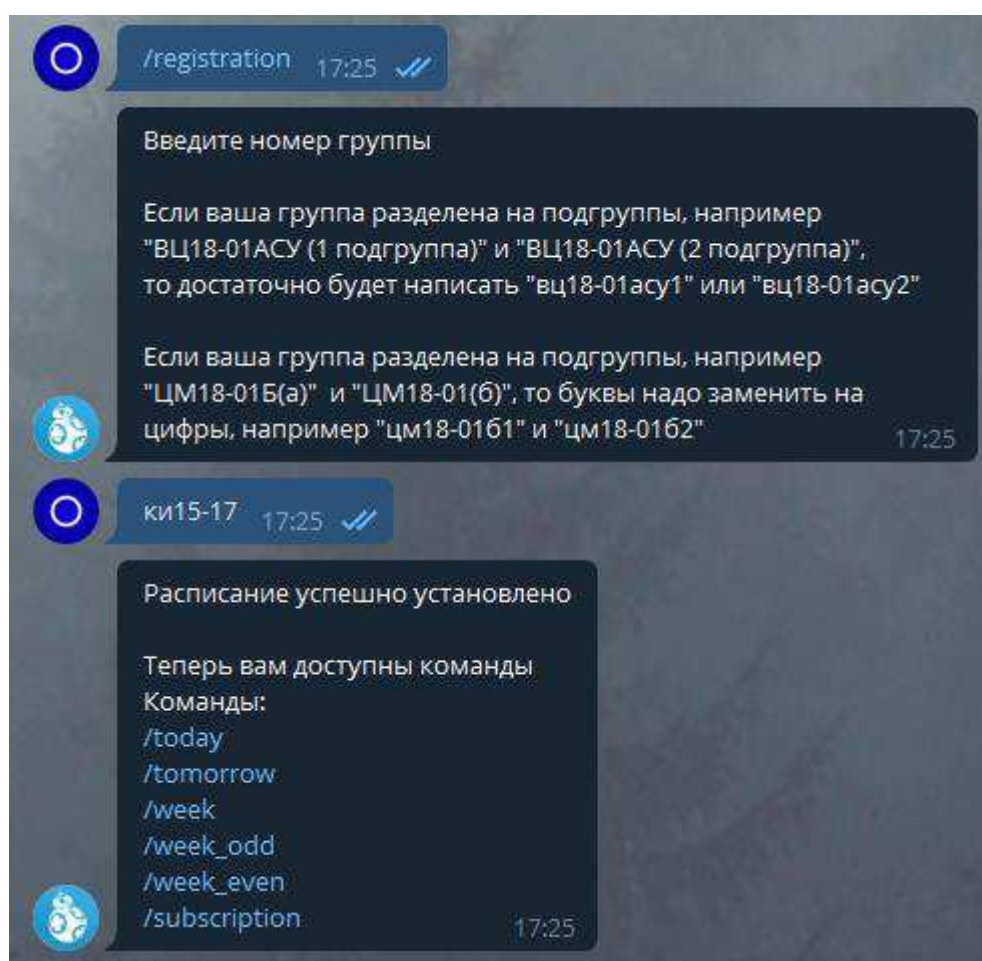 /registration 17:25
Введите номер группы
Если ваша группа разделена на подгруппы, например
"ВЦ18-01АСУ (1 подгруппа)" и "ВЦ18-01АСУ (2 подгруппа)",
то достаточно будет написать "вц18-01асу1" или "вц18-01асу2"
Если ваша группа разделена на подгруппы, например
"ЦМ18-01Б(а)" и "ЦМ18-01(б)", то буквы надо заменить на
цифры, например "цм18-01б1" и "цм18-01б2"
17:25
ки15-17 17:25
Расписание успешно установлено
Теперь вам доступны команды
Команды:
/today
/tomorrow
/week
/week_odd
/week_even
/subscription 17:25